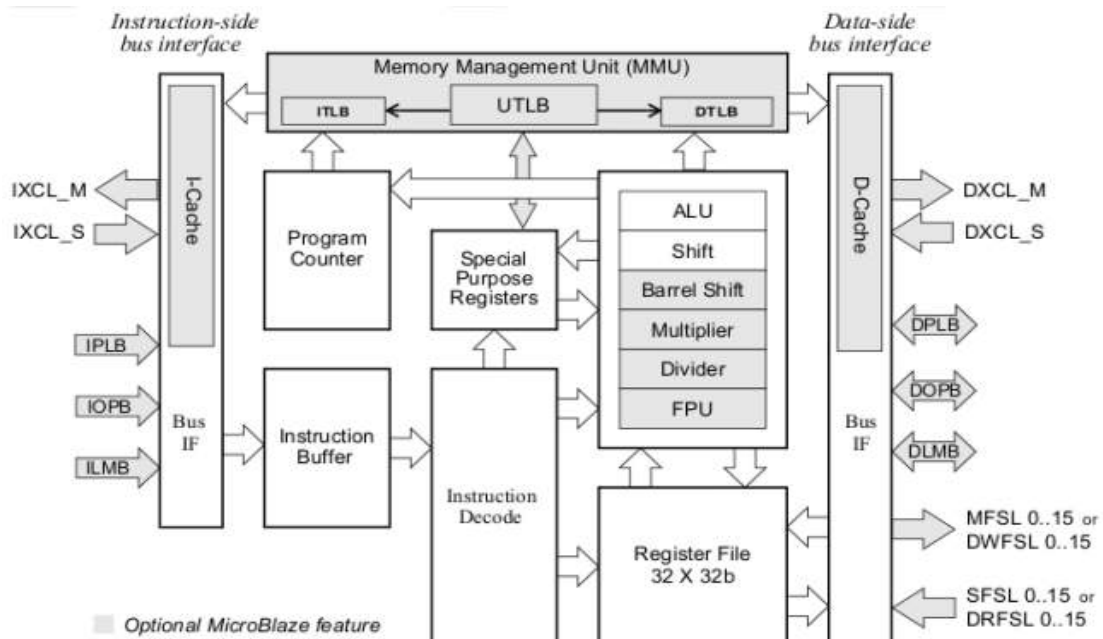 Instruction-side
bus interface
Data-side
bus interface
Memory Management Unit (MMU)
ITLB
UTLB
DTLB
IXCL_M
IXCL_S
I-Cache
Program
Counter
Special
Purpose
Registers
ALU
Shift
Barrel Shift
Multiplier
Divider
FPU
D-Cache
DXCL_M
DXCL_S
IPLB
IOPB
ILMB
Bus
IF
Instruction
Buffer
Instruction
Decode
Register File
32 X 32b
Bus
IF
DPLB
DOPB
DLMB
MFSL 0..15 or
DWFSL 0..15
SFSL 0..15 or
DRFSL 0..15
Optional MicroBlaze feature